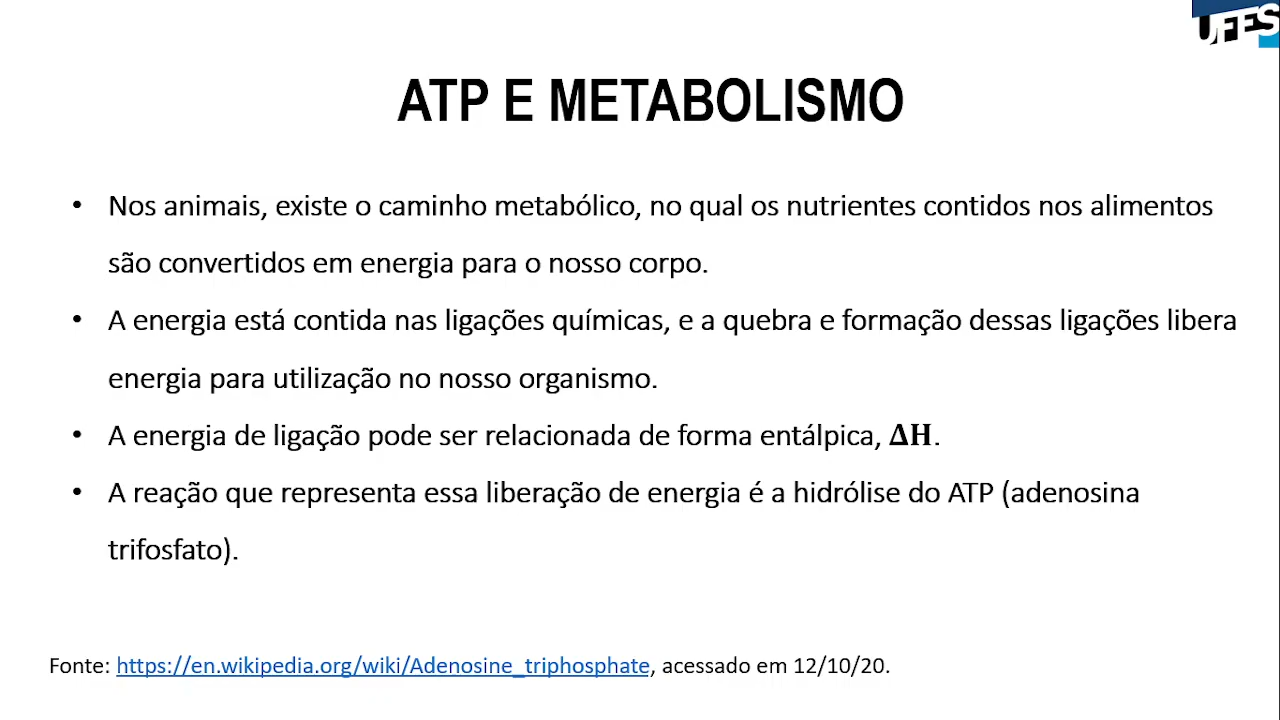 UFES
ATP E METABOLISMO
• Nos animais, existe o caminho metabólico, no qual os nutrientes contidos nos alimentos
são convertidos em energia para o nosso corpo.
• A energia está contida nas ligações químicas, e a quebra e formação dessas ligações libera
energia para utilização no nosso organismo.
• A energia de ligação pode ser relacionada de forma entálpica, ΔH.
• A reação que representa essa liberação de energia é a hidrólise do ATP (adenosina
trifosfato).
Fonte: https://en.wikipedia.org/wiki/Adenosine_triphosphate, acessado em 12/10/20.